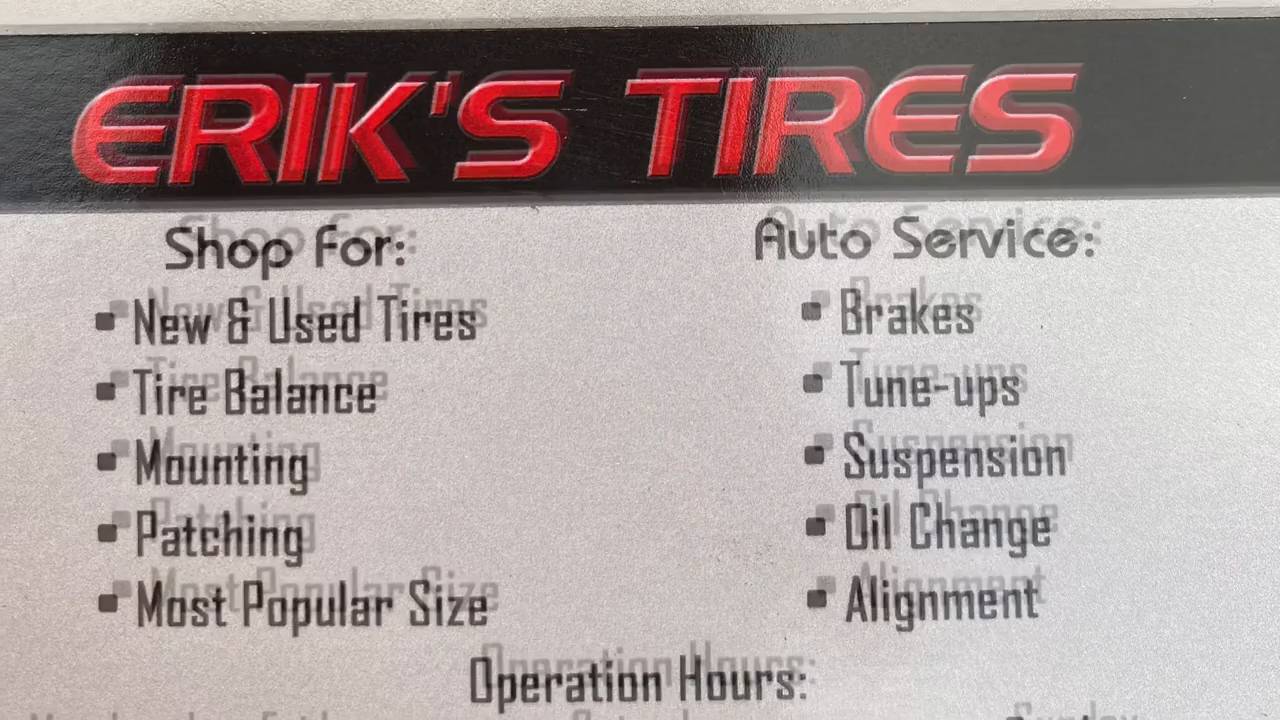 ERIK'S TIRES
Shop For:
▪ New & Used Tires
▪ Tire Balance
▪ Mounting
▪ Patching
▪ Most Popular Size
Auto Service:
▪ Brakes
▪ Tune-ups
▪ Suspension
▪ Oil Change
▪ Alignment
Operation Hours: